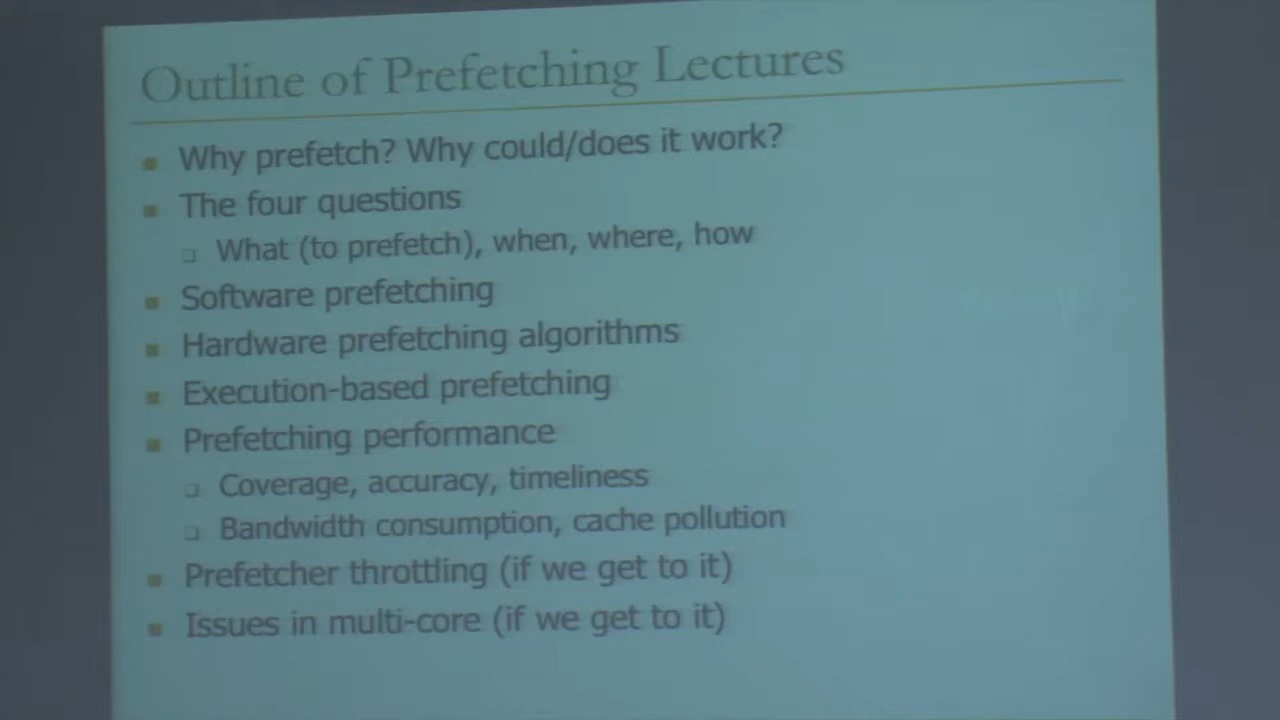 Outline of Prefetching Lectures
Why prefetch? Why could/does it work?
The four questions
What (to prefetch), when, where, how
Software prefetching
Hardware prefetching algorithms
Execution-based prefetching
Prefetching performance
Coverage, accuracy, timeliness
Bandwidth consumption, cache pollution
Prefetcher throttling (if we get to it)
Issues in multi-core (if we get to it)